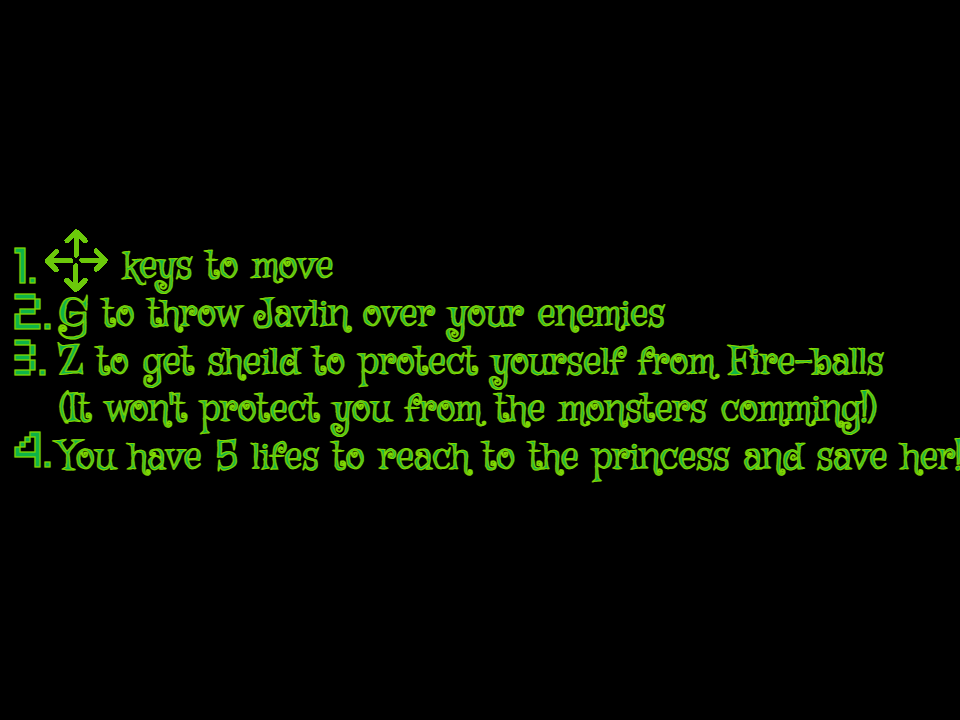 1. keys to move
2. G to throw Javlin over your enemies
3. Z to get sheild to protect yourself from Fire-balls
(It won't protect you from the monsters comming!)
4. You have 5 lifes to reach to the princess and save her!